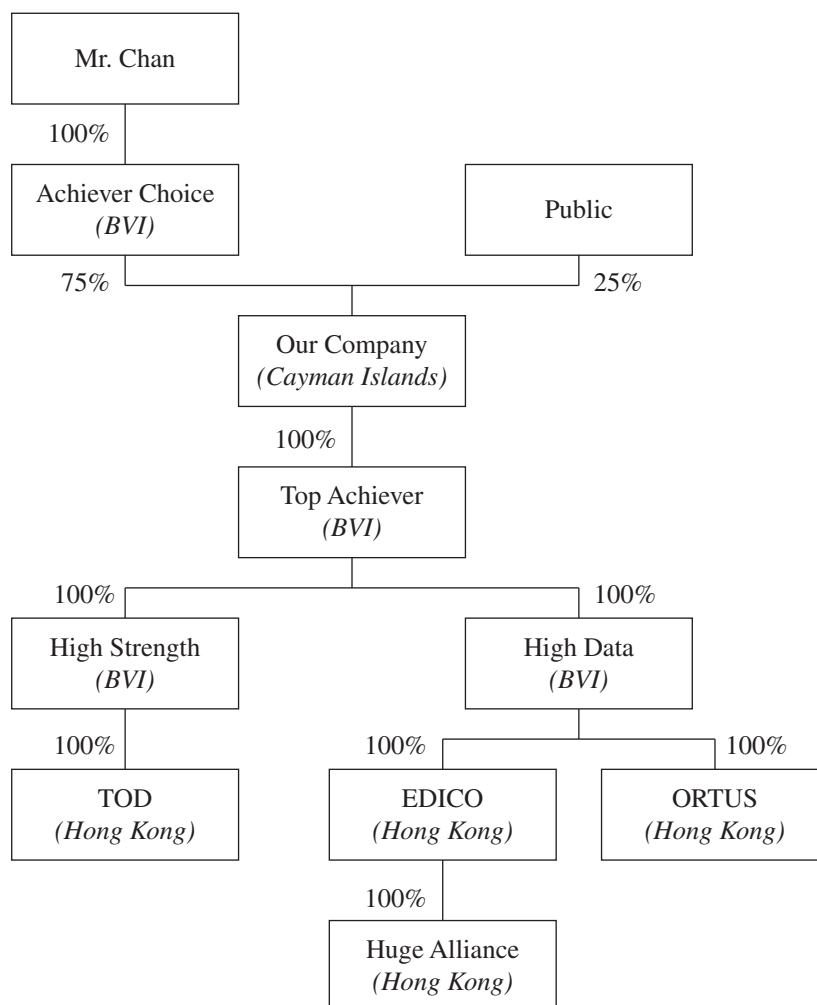 Mr. Chan
100%
Achiever Choice
(BVI)
Public
75%
25%
Our Company
(Cayman Islands)
100%
Top Achiever
(BVI)
100%
100%
High Strength
(BVI)
High Data
(BVI)
100%
100%
100%
TOD
(Hong Kong)
EDICO
(Hong Kong)
ORTUS
(Hong Kong)
100%
Huge Alliance
(Hong Kong)